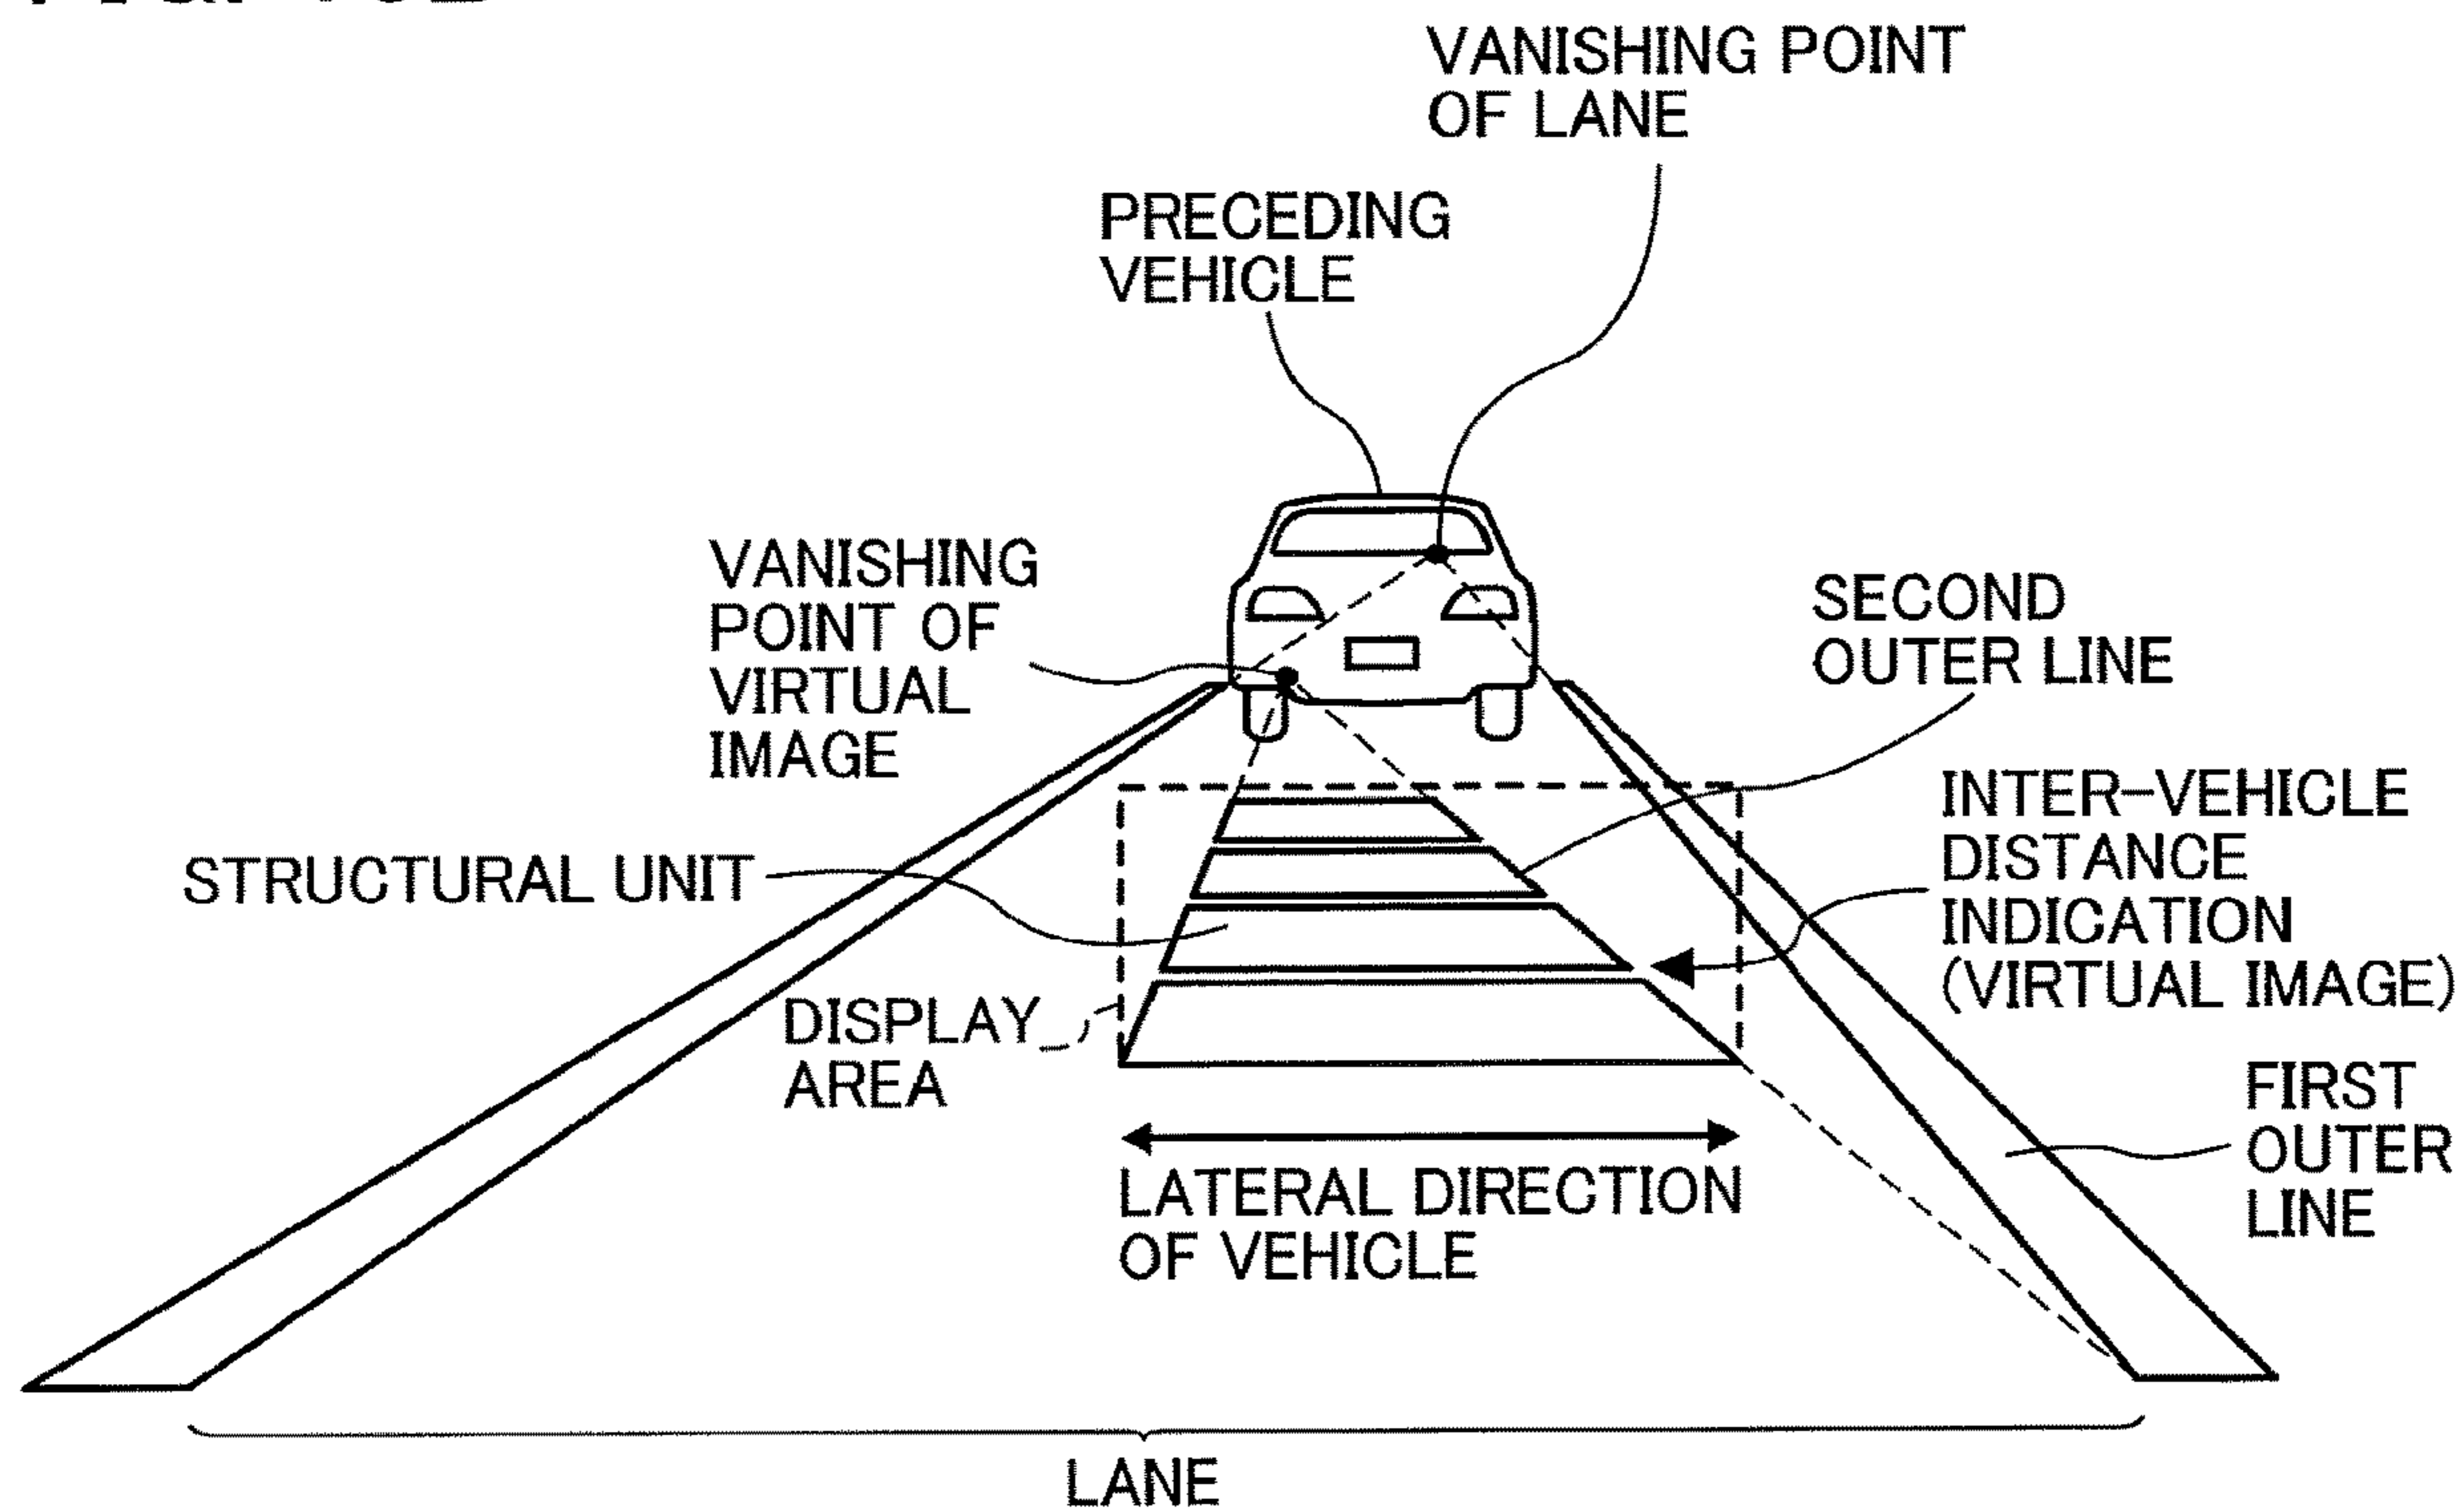 VANISHING POINT
OF LANE
PRECEDING
VEHICLE
VANISHING
POINT OF
VIRTUAL
IMAGE
SECOND
OUTER LINE
INTER-VEHICLE
DISTANCE
INDICATION
(VIRTUAL IMAGE)
STRUCTURAL UNIT
DISPLAY
AREA
FIRST
OUTER
LINE
LATERAL DIRECTION
OF VEHICLE
LANE